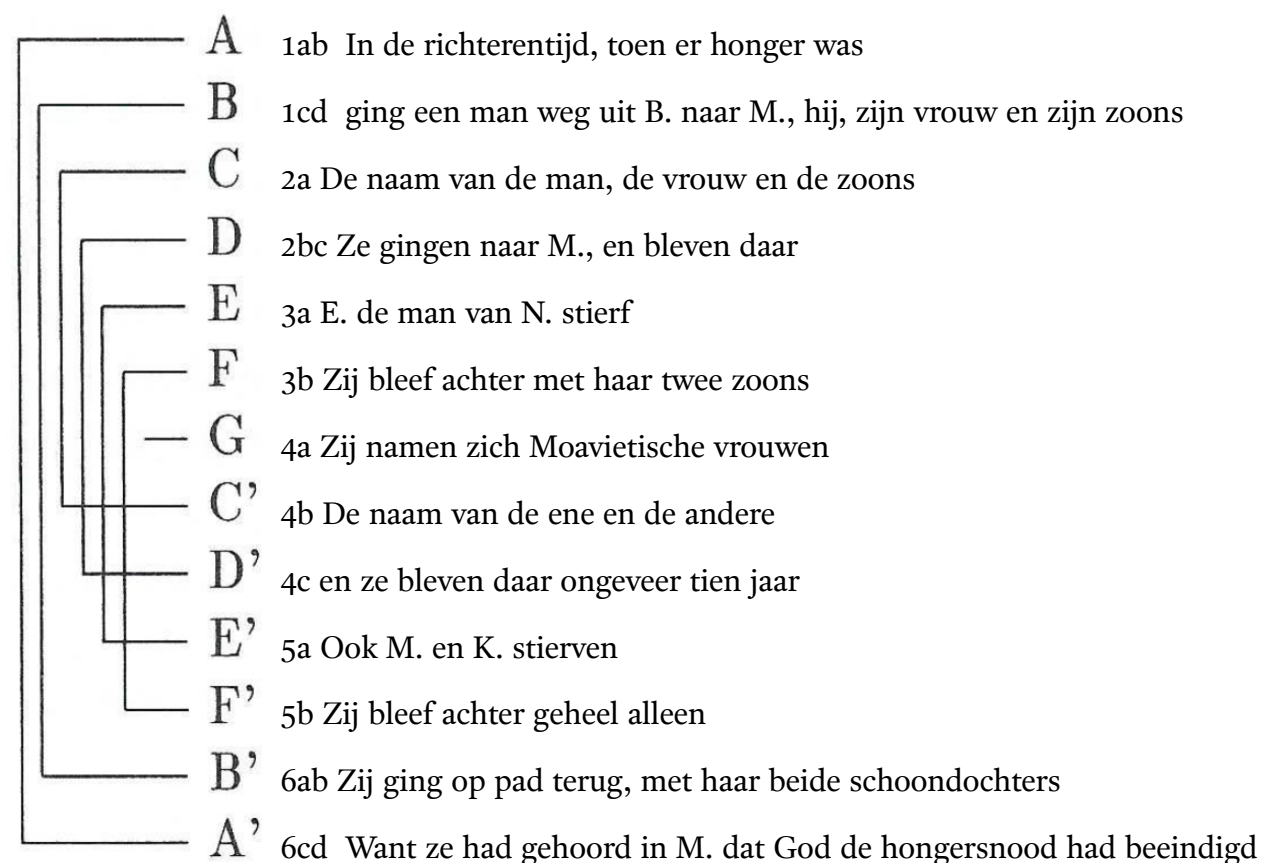 A 1ab In de richterentijd, toen er honger was
B 1cd ging een man weg uit B. naar M., hij, zijn vrouw en zijn zoons
C 2a De naam van de man, de vrouw en de zoons
D 2bc Ze gingen naar M., en bleven daar
E 3a E. de man van N. stierf
F 3b Zij bleef achter met haar twee zoons
G 4a Zij namen zich Moavietische vrouwen
C' 4b De naam van de ene en de andere
D' 4c en ze bleven daar ongeveer tien jaar
E' 5a Ook M. en K. stierven
F' 5b Zij bleef achter geheel alleen
B' 6ab Zij ging op pad terug, met haar beide schoondochters
A' 6cd Want ze had gehoord in M. dat God de hongersnood had beeindigd